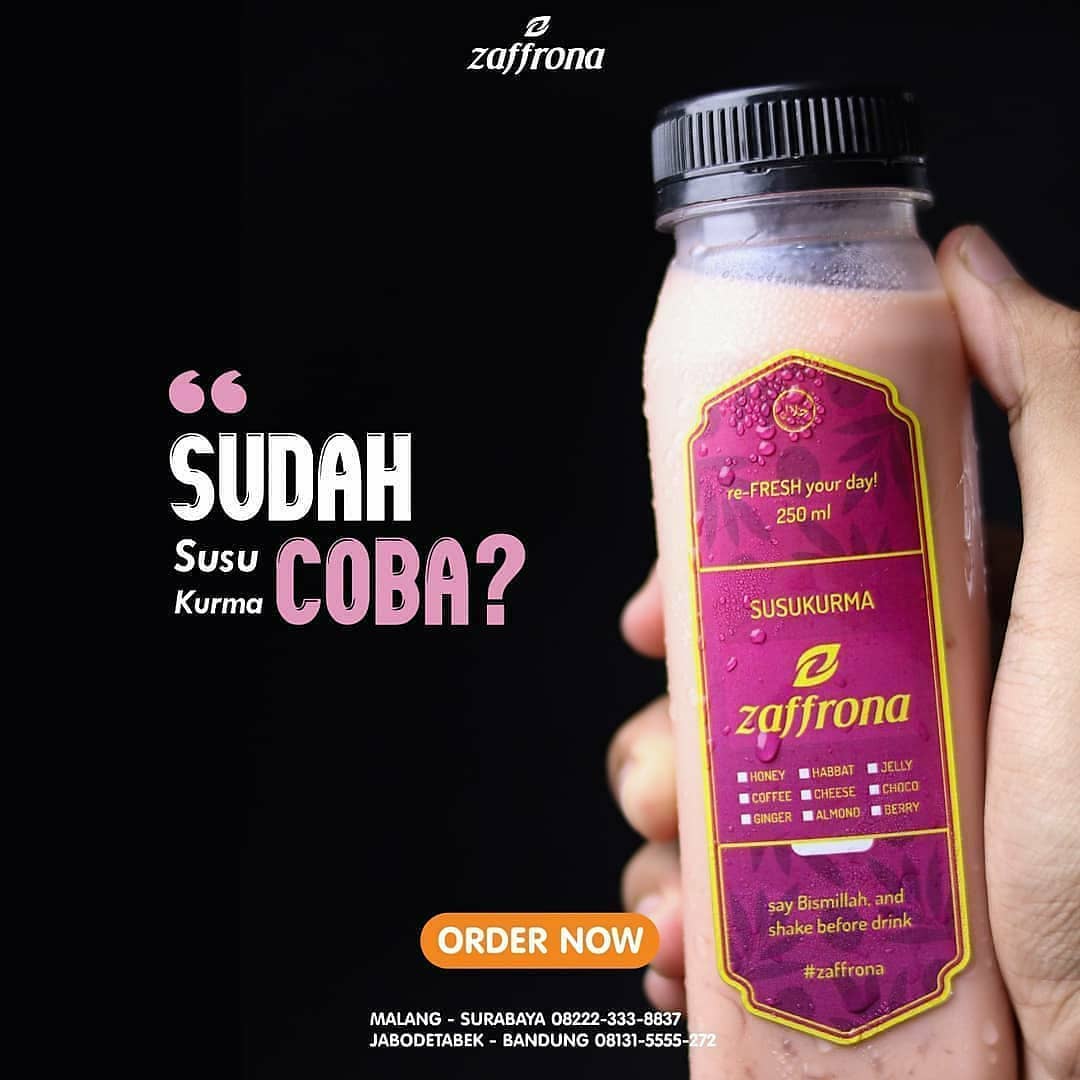 zaffrona
“
SUDAH
Susu
Kurma COBA?
حلال
re-FRESH your day!
250 ml
SUSUKURMA
zaffrona
HONEY HABBAT JELLY
COFFEE CHEESE CHOCO
GINGER ALMOND BERRY
say Bismillah, and
shake before drink
#zaffrona
ORDER NOW
MALANG - SURABAYA 08222-333-8837
JABODETABEK - BANDUNG 08131-5555-272